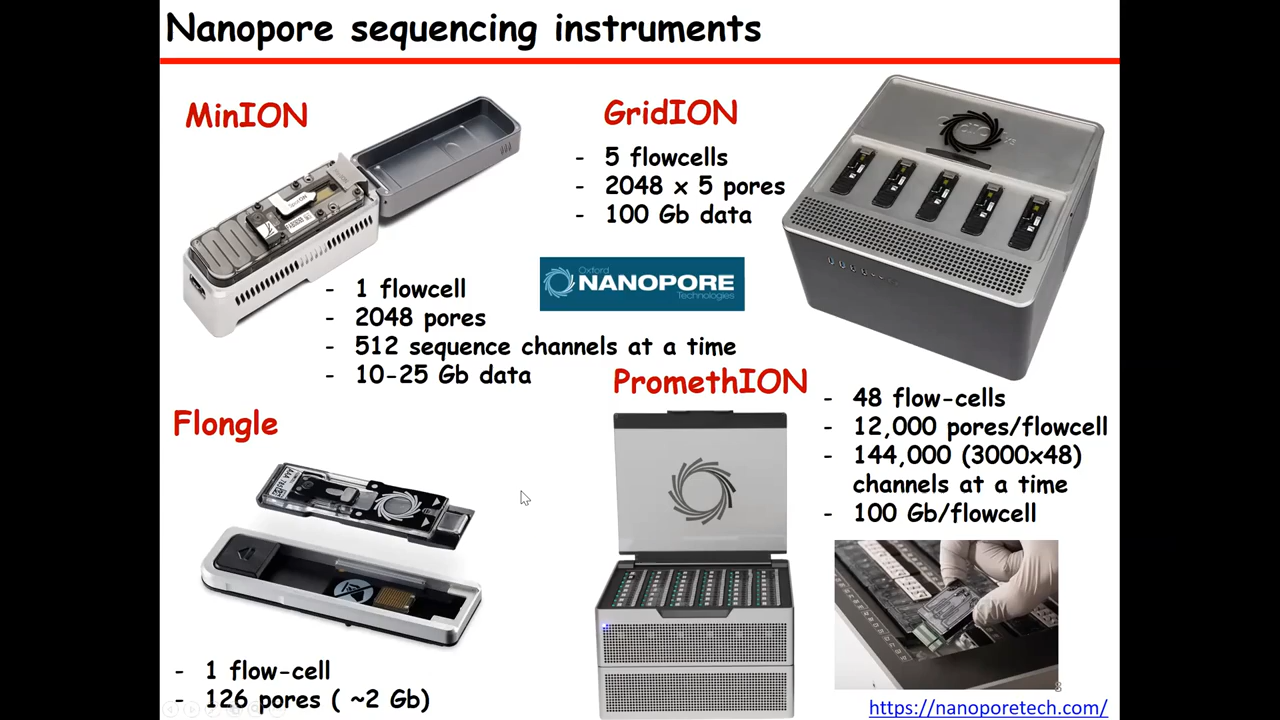 Nanopore sequencing instruments
MinION
- 1 flowcell
- 2048 pores
- 512 sequence channels at a time
- 10-25 Gb data
GridION
- 5 flowcells
- 2048 x 5 pores
- 100 Gb data
Oxford
NANOPORE
Technologies
Flongle
- 1 flow-cell
- 126 pores ( ~2 Gb)
PromethION
- 48 flow-cells
- 12,000 pores/flowcell
- 144,000 (3000x48)
channels at a time
- 100 Gb/flowcell
8
https://nanoporetech.com/